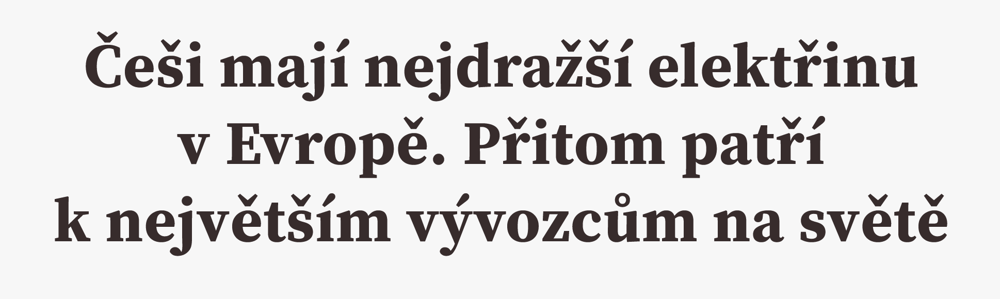 Češi mají nejdražší elektřinu
v Evropě. Přitom patří
k největším vývozcům na světě